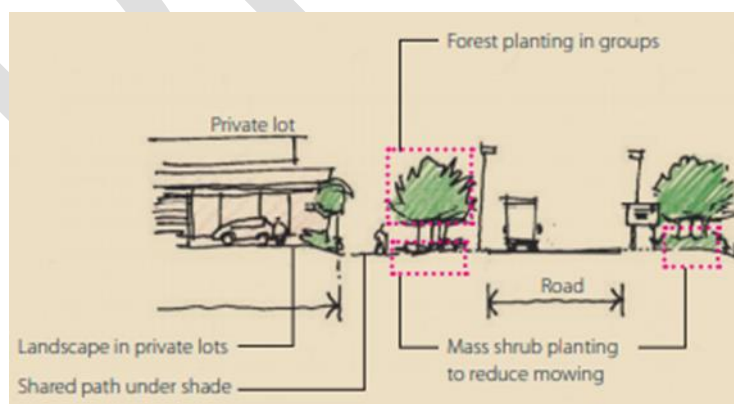 Forest planting in groups
Private lot
Road
Landscape in private lots
Mass shrub planting
to reduce mowing
Shared path under shade